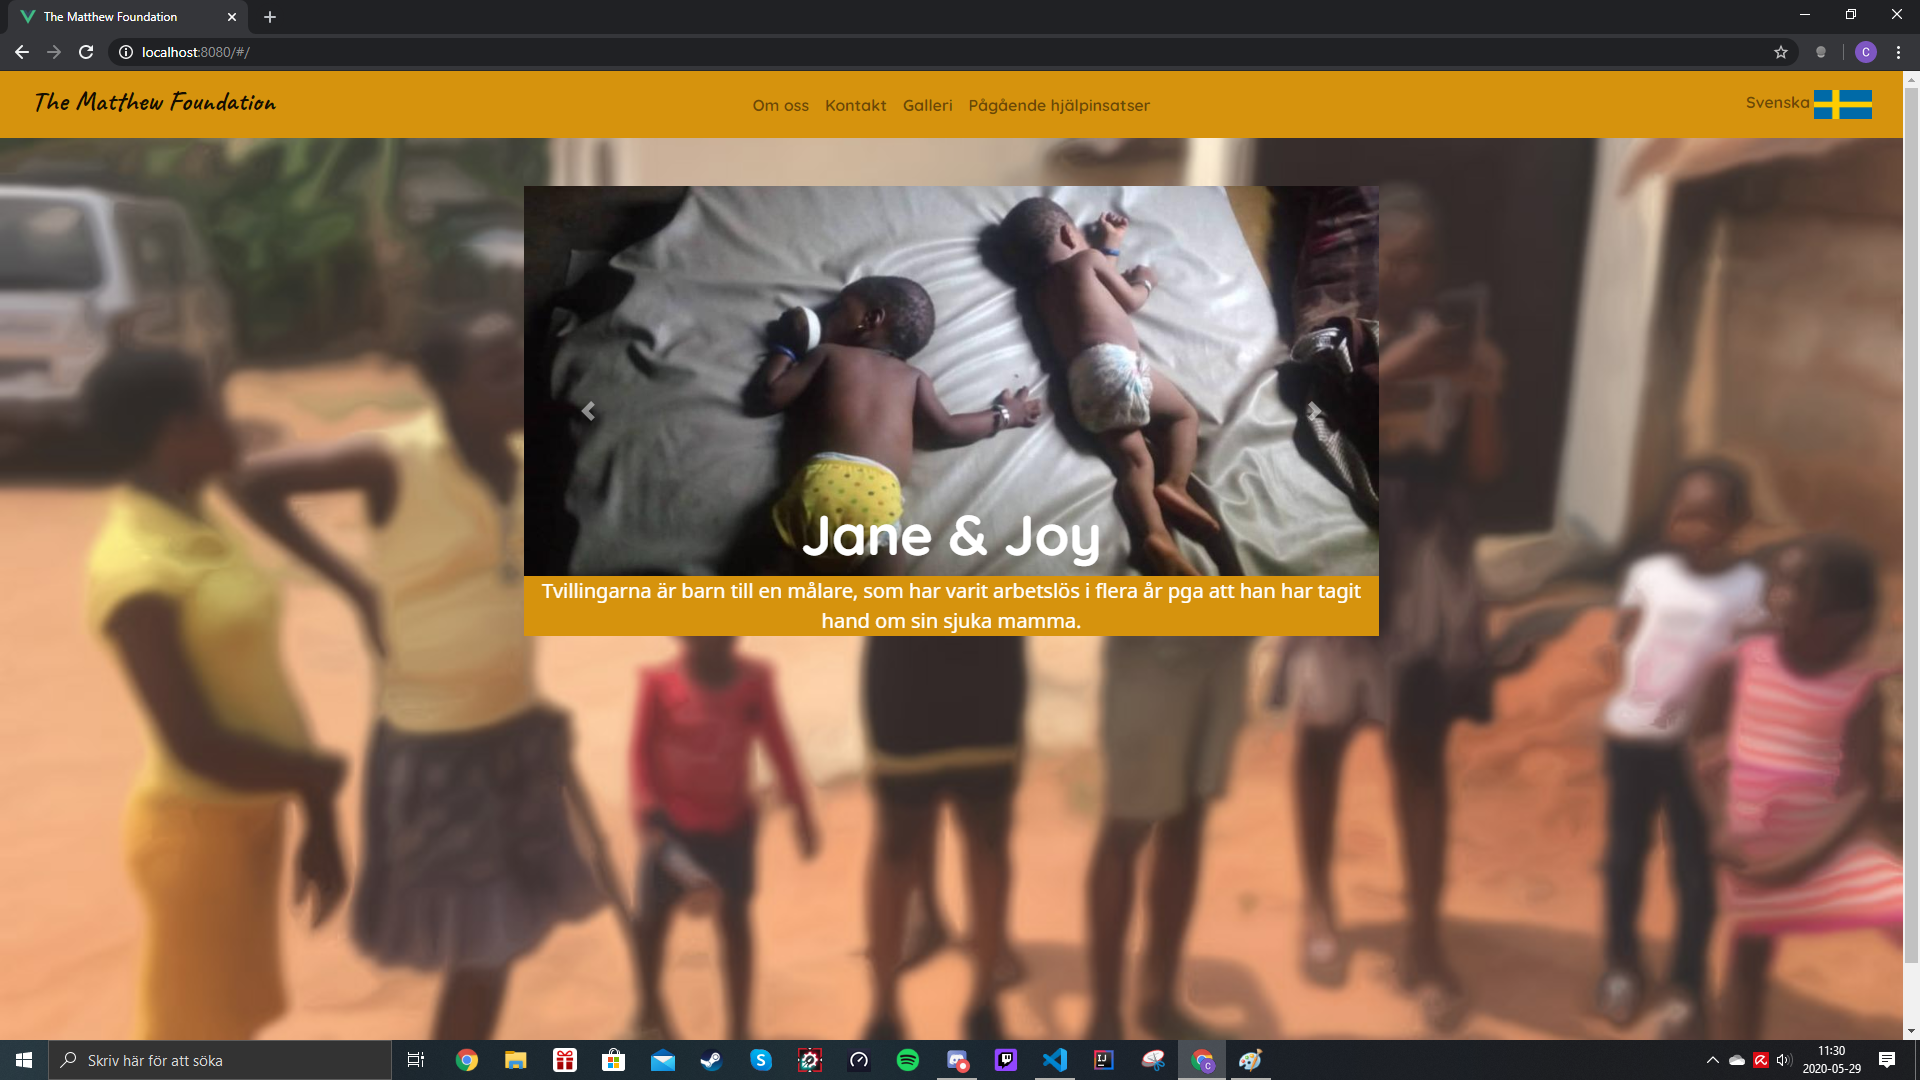 The Matthew Foundation
localhost:8080/#/
C
The Matthew Foundation
Om oss Kontakt Galleri Pågående hjälpinsatser
Svenska
Jane & Joy
Tvillingarna är barn till en målare, som har varit arbetslös i flera år pga att han har tagit
hand om sin sjuka mamma.
Skriv här för att söka
11:30
2020-05-29